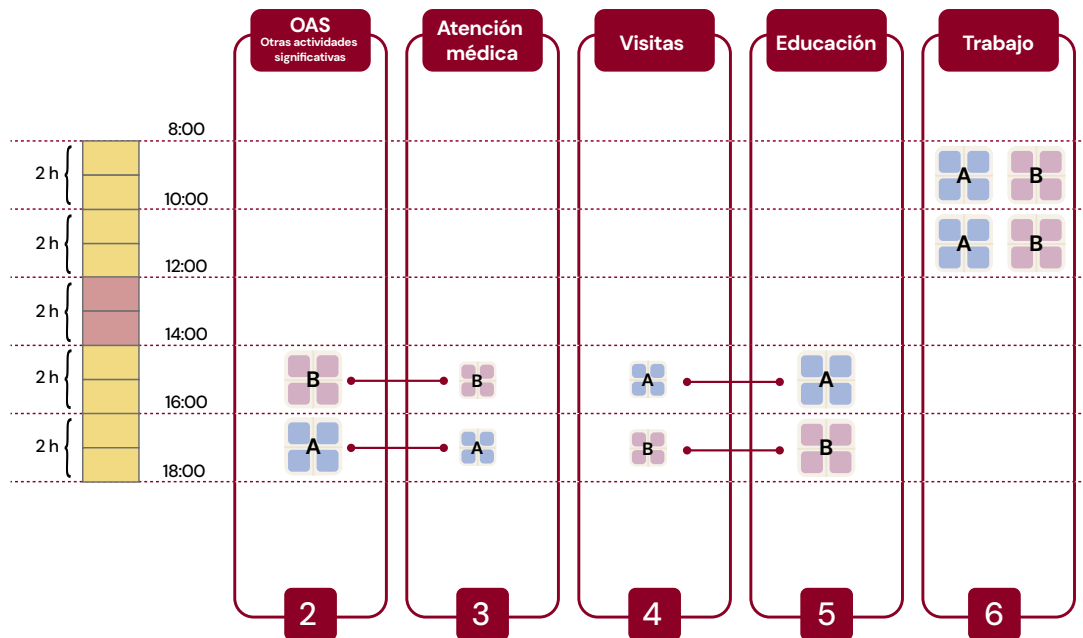 OAS
Otras actividades
significativas
Atención
médica
Visitas
Educación
Trabajo
8:00
2 h
A B
10:00
2 h
A B
12:00
2 h
14:00
2 h
B B A A
16:00
2 h
A A B B
18:00
2 3 4 5 6